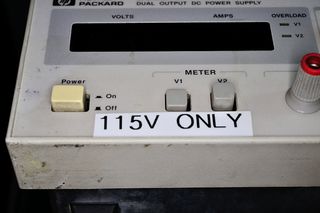 hp PACKARD DUAL OUTPUT DC POWER SUPPLY
VOLTS AMPS OVERLOAD
V1
V2
METER
Power V1 V2
On
Off
115V ONLY